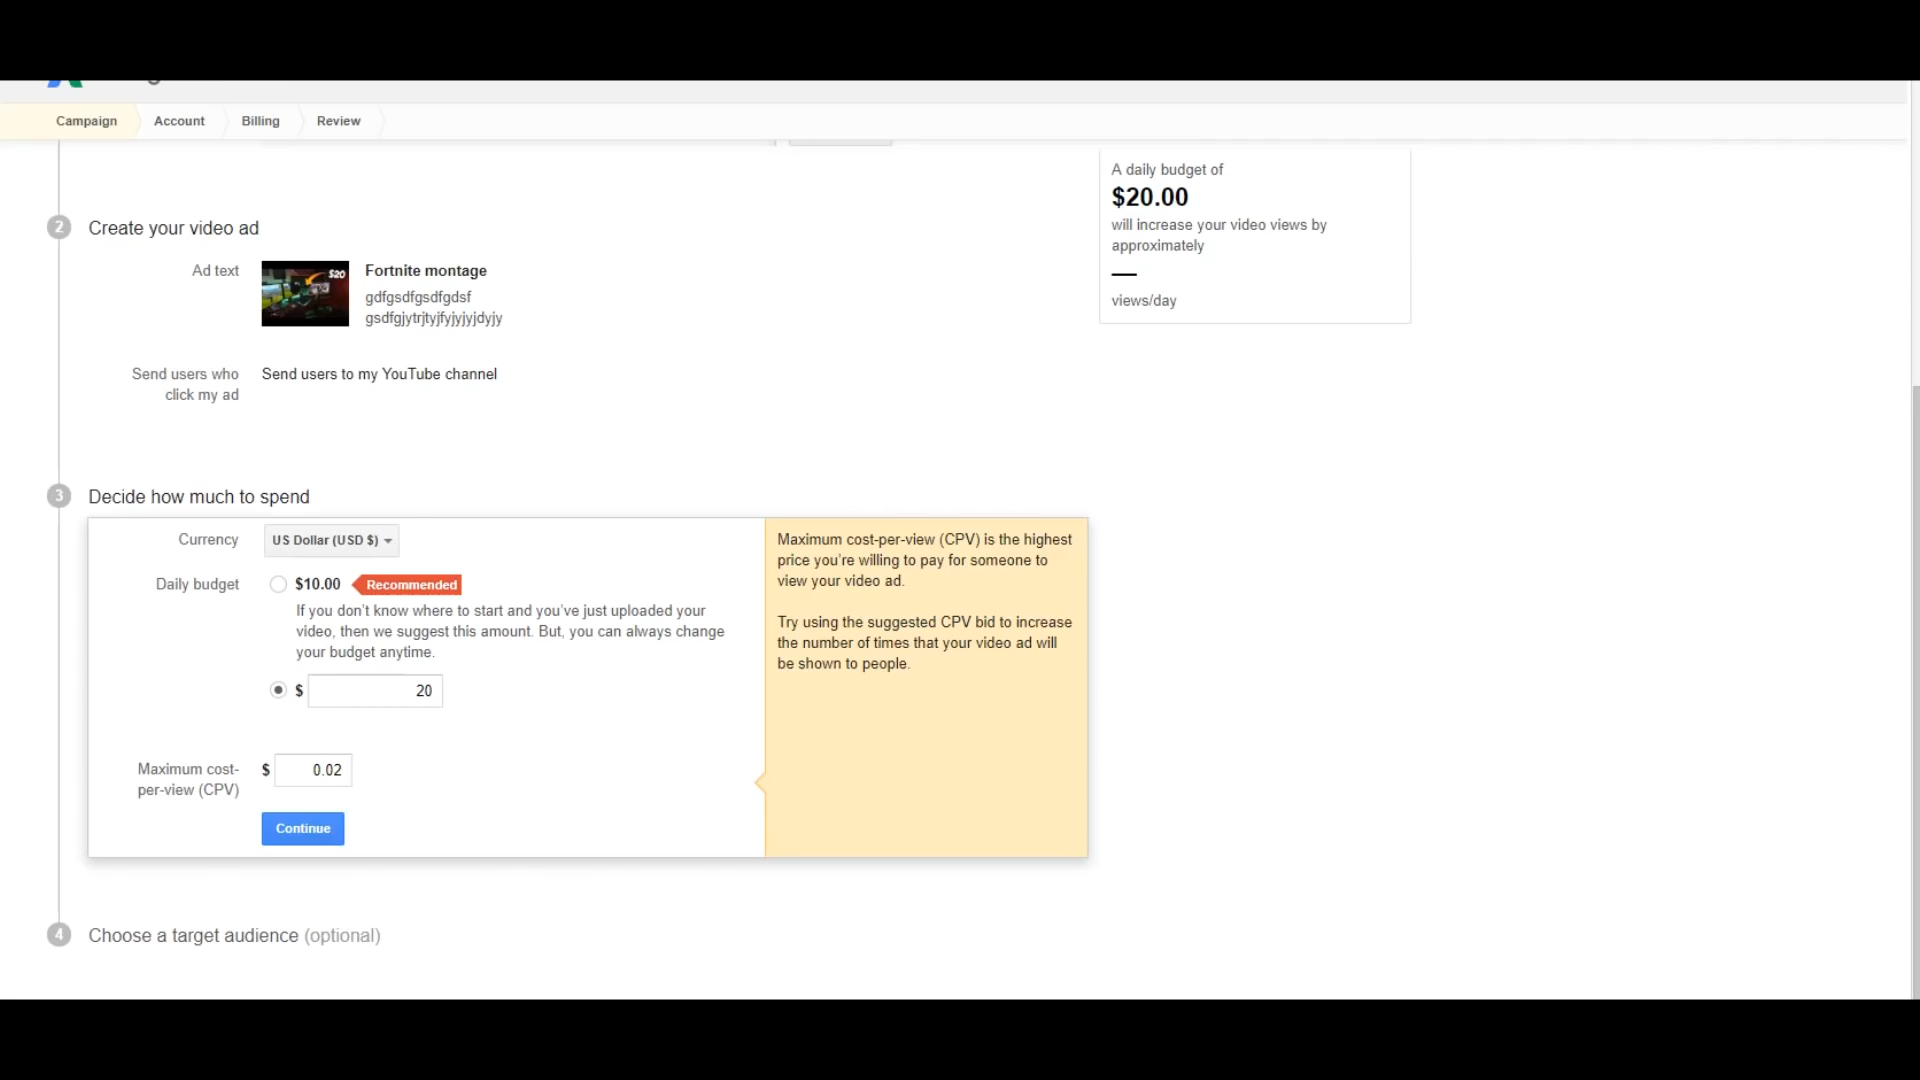 Campaign
Account
Billing
Review
A daily budget of
$20.00
will increase your video views by
approximately
—
views/day
2
Create your video ad
Ad text
$20
Fortnite montage
gdfgsdfgsdfgdsf
gsdfgjytrjtyjfyjyjyjdyjy
Send users who
click my ad
Send users to my YouTube channel
3
Decide how much to spend
Currency
US Dollar (USD $)
Daily budget
$10.00
Recommended
If you don't know where to start and you've just uploaded your
video, then we suggest this amount. But, you can always change
your budget anytime.
$ 20
Maximum cost-
per-view (CPV)
$ 0.02
Continue
Maximum cost-per-view (CPV) is the highest
price you're willing to pay for someone to
view your video ad.
Try using the suggested CPV bid to increase
the number of times that your video ad will
be shown to people.
4
Choose a target audience (optional)